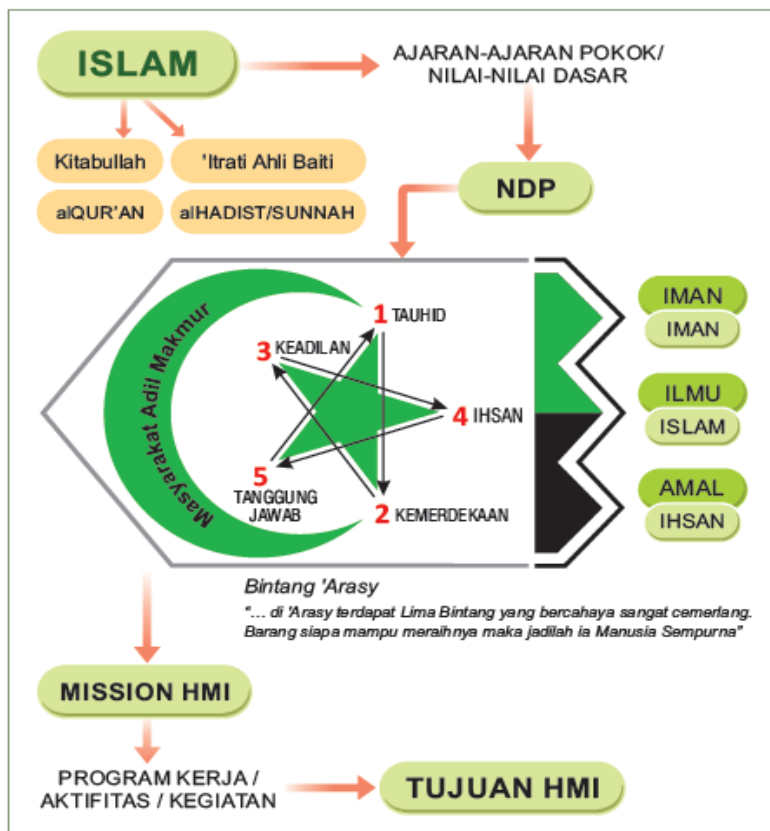 ISLAM
AJARAN-AJARAN POKOK/
NILAI-NILAI DASAR
Kitabullah
'Itrati Ahli Baiti
alQUR'AN
alHADIST/SUNNAH
NDP
Masyarakat Adil Makmur
1 TAUHID
3 KEADILAN
4 IHSAN
5
TANGGUNG
JAWAB
2 KEMERDEKAAN
IMAN
IMAN
ILMU
ISLAM
AMAL
IHSAN
Bintang 'Arasy
"... di 'Arasy terdapat Lima Bintang yang bercahaya sangat cemerlang.
Barang siapa mampu meraihnya maka jadilah ia Manusia Sempurna"
MISSION HMI
PROGRAM KERJA /
AKTIFITAS / KEGIATAN
TUJUAN HMI